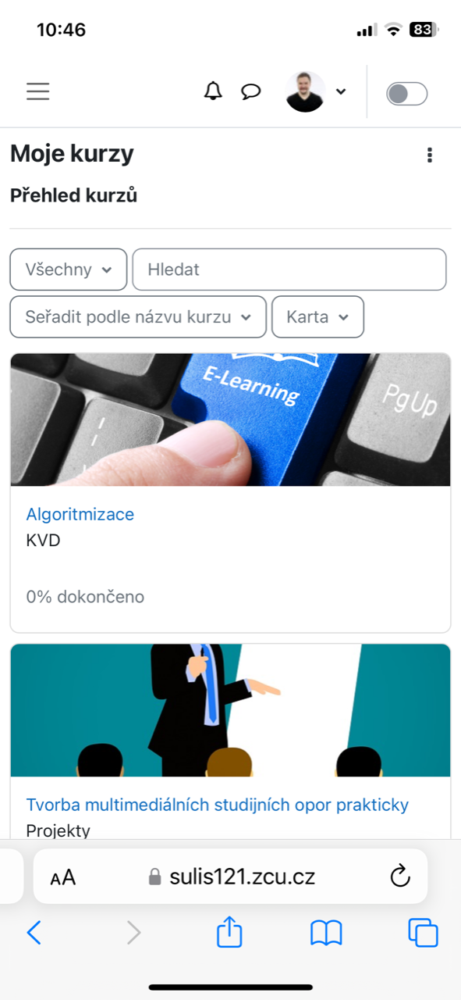 10:46
83
Moje kurzy
Přehled kurzů
Všechny
Hledat
Seřadit podle názvu kurzu
Karta
E-Learning
PgUp
Algoritmizace
KVD
0% dokončeno
Tvorba multimediálních studijních opor prakticky
Projekty
AA
sulis121.zcu.cz